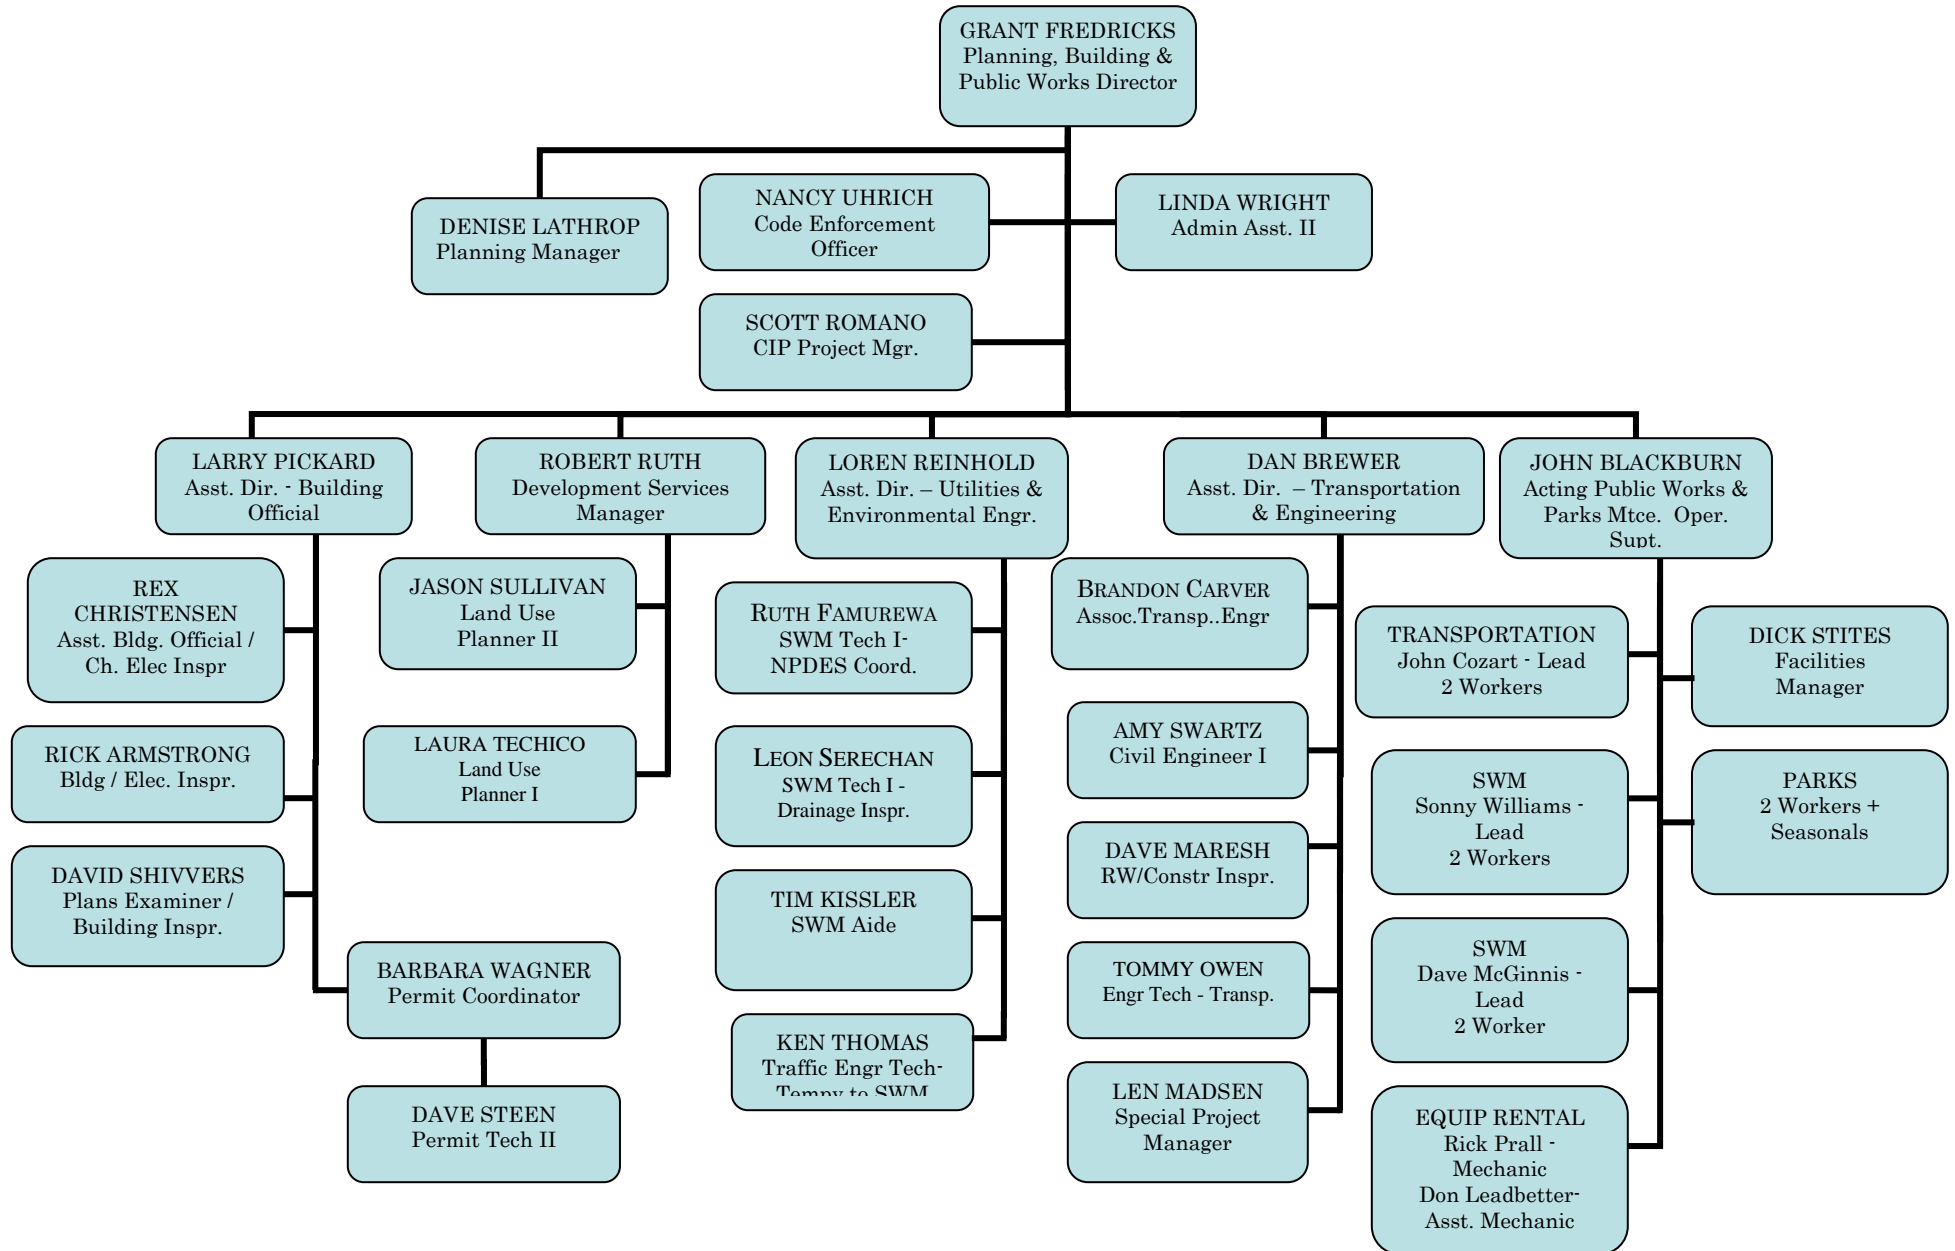 GRANT FREDRICKS
Planning, Building &
Public Works Director
DENISE LATHROP
Planning Manager
NANCY UHRICH
Code Enforcement
Officer
LINDA WRIGHT
Admin Asst. II
SCOTT ROMANO
CIP Project Mgr.
LARRY PICKARD
Asst. Dir. - Building
Official
ROBERT RUTH
Development Services
Manager
LOREN REINHOLD
Asst. Dir. – Utilities &
Environmental Engr.
DAN BREWER
Asst. Dir. – Transportation
& Engineering
JOHN BLACKBURN
Acting Public Works &
Parks Mtce. Oper.
Supt.
REX
CHRISTENSEN
Asst. Bldg. Official /
Ch. Elec Inspr
RICK ARMSTRONG
Bldg / Elec. Inspr.
DAVID SHIVVERS
Plans Examiner /
Building Inspr.
BARBARA WAGNER
Permit Coordinator
DAVE STEEN
Permit Tech II
JASON SULLIVAN
Land Use
Planner II
LAURA TECHICO
Land Use
Planner I
RUTH FAMUREWA
SWM Tech I-
NPDES Coord.
LEON SERECHAN
SWM Tech I -
Drainage Inspr.
TIM KISSLER
SWM Aide
KEN THOMAS
Traffic Engr Tech-
Tempy to SWM
BRANDON CARVER
Assoc.Transp..Engr
AMY SWARTZ
Civil Engineer I
DAVE MARESH
RW/Constr Inspr.
TOMMY OWEN
Engr Tech - Transp.
LEN MADSEN
Special Project
Manager
TRANSPORTATION
John Cozart - Lead
2 Workers
SWM
Sonny Williams -
Lead
2 Workers
SWM
Dave McGinnis -
Lead
2 Worker
EQUIP RENTAL
Rick Prall -
Mechanic
Don Leadbetter-
Asst. Mechanic
DICK STITES
Facilities
Manager
PARKS
2 Workers +
Seasonals